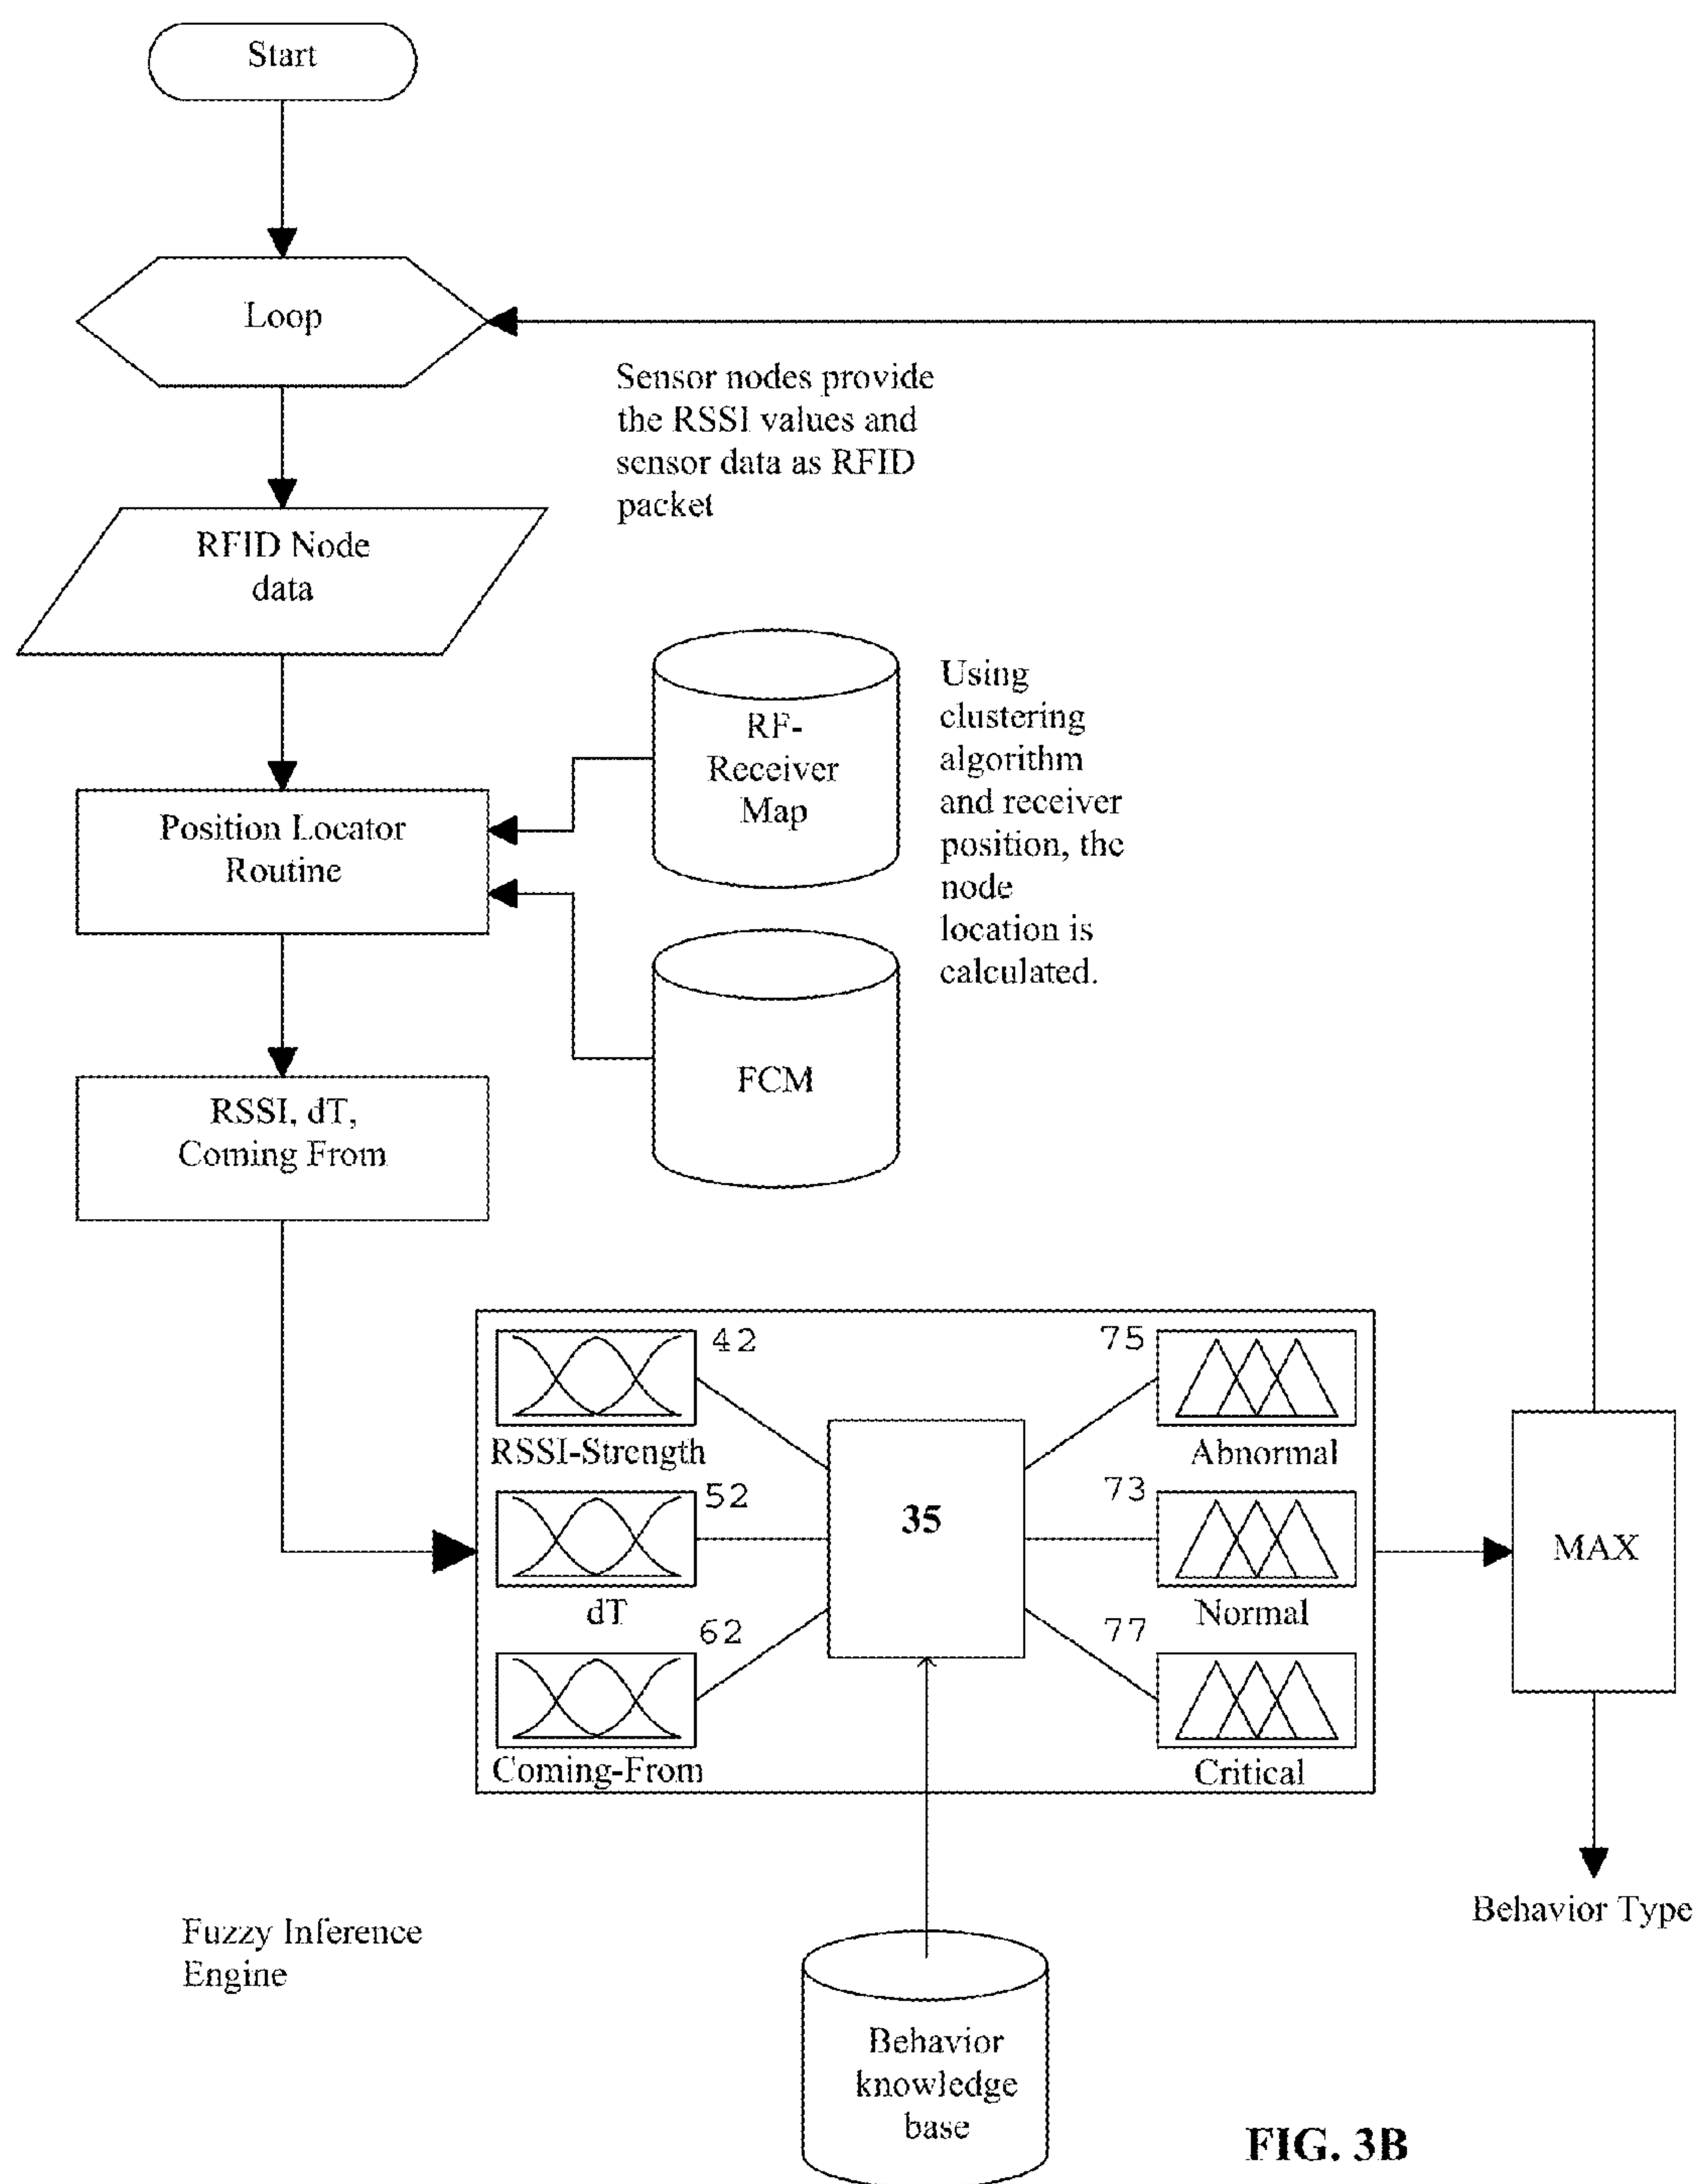 Start
Loop
Sensor nodes provide
the RSSI values and
sensor data as RFID
packet
RFID Node
data
RF-
Receiver
Map
Using
clustering
algorithm
and receiver
position, the
node
location is
calculated.
Position Locator
Routine
FCM
RSSI, dT,
Coming From
42
RSSI-Strength
52
dT
62
Coming-From
35
75
Abnormal
73
Normal
77
Critical
MAX
Behavior Type
Fuzzy Inference
Engine
Behavior
knowledge
base
FIG. 3B